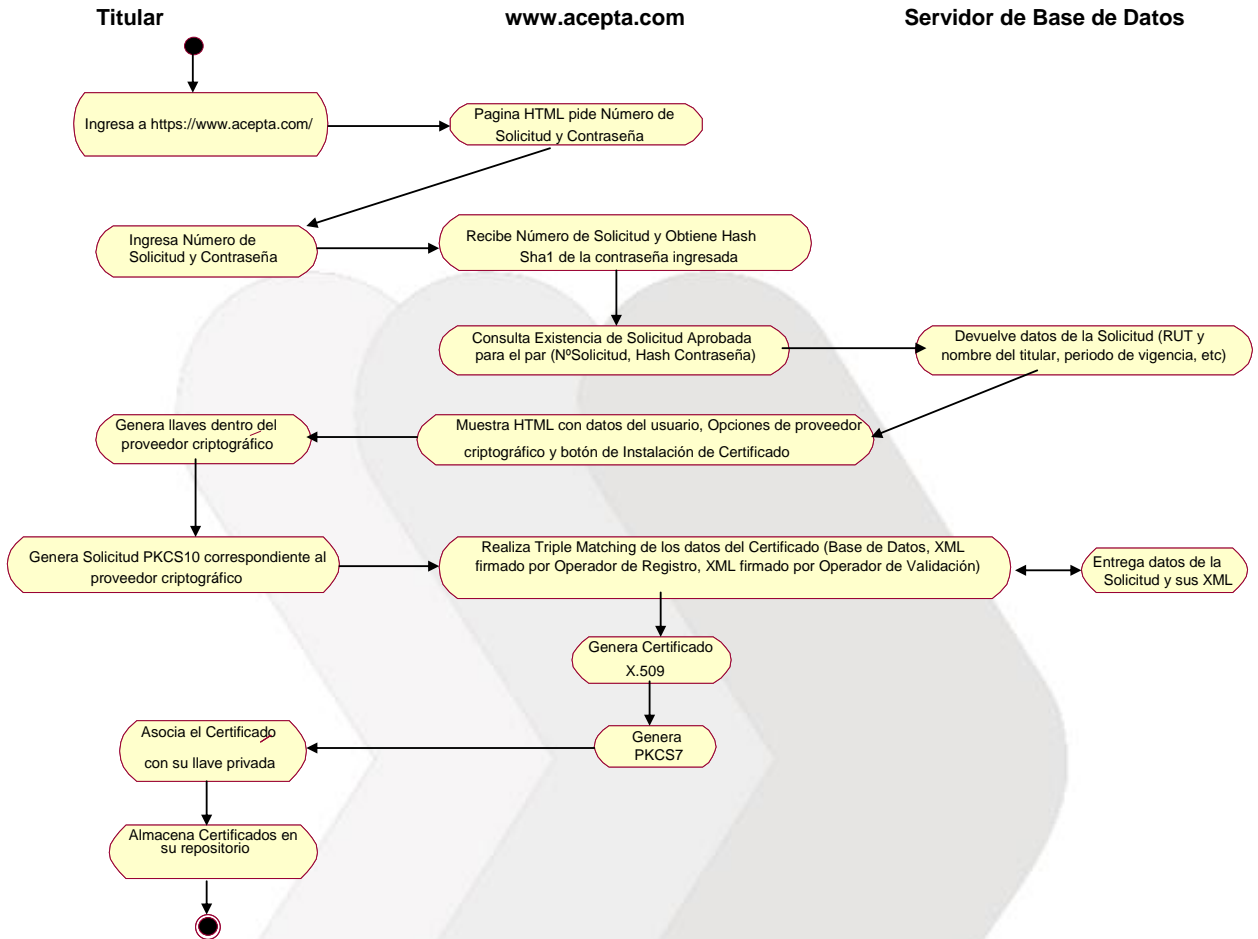 Titular
www.acepta.com
Servidor de Base de Datos
Ingresa a https://www.acepta.com/
Pagina HTML pide Número de
Solicitud y Contraseña
Ingresa Número de
Solicitud y Contraseña
Recibe Número de Solicitud y Obtiene Hash
Sha1 de la contraseña ingresada
Consulta Existencia de Solicitud Aprobada
para el par (NºSolicitud, Hash Contraseña)
Devuelve datos de la Solicitud (RUT y
nombre del titular, periodo de vigencia, etc)
Genera llaves dentro del
proveedor criptográfico
Muestra HTML con datos del usuario, Opciones de proveedor
criptográfico y botón de Instalación de Certificado
Genera Solicitud PKCS10 correspondiente al
proveedor criptográfico
Realiza Triple Matching de los datos del Certificado (Base de Datos, XML
firmado por Operador de Registro, XML firmado por Operador de Validación)
Entrega datos de la
Solicitud y sus XML
Genera Certificado
X.509
Genera
PKCS7
Asocia el Certificado
con su llave privada
Almacena Certificados en
su repositorio